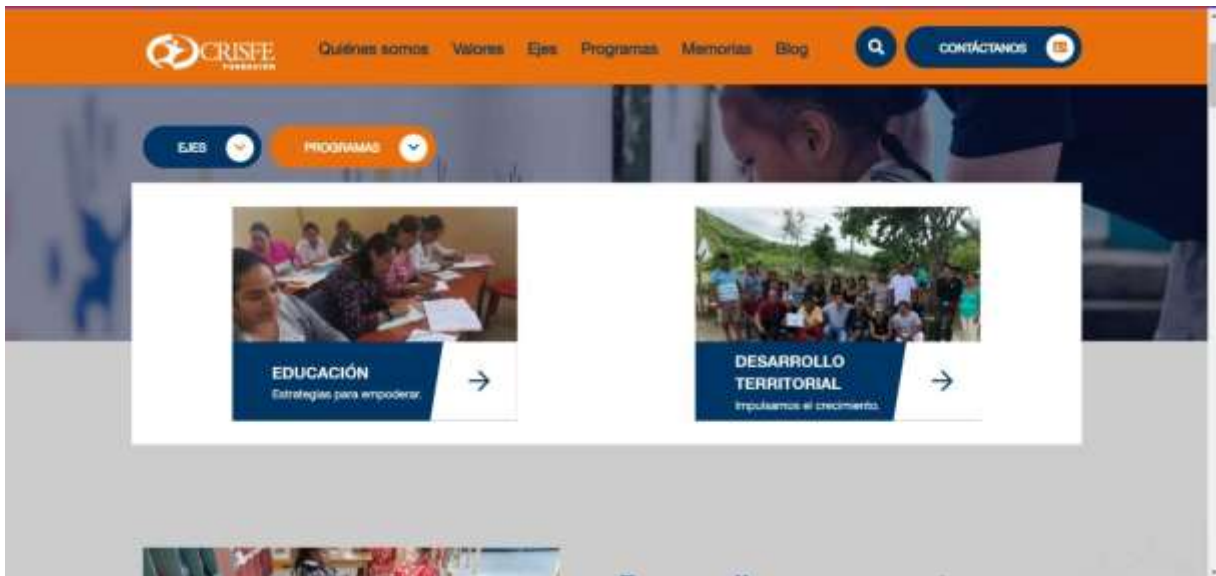 CRISFE
FUNDACIÓN
Quiénes somos Valores Ejes Programas Memorias Blog
CONTÁCTANOS
EJES
PROGRAMAS
EDUCACIÓN
Estrategias para empoderar.
DESARROLLO
TERRITORIAL
Impulsamos el crecimiento.